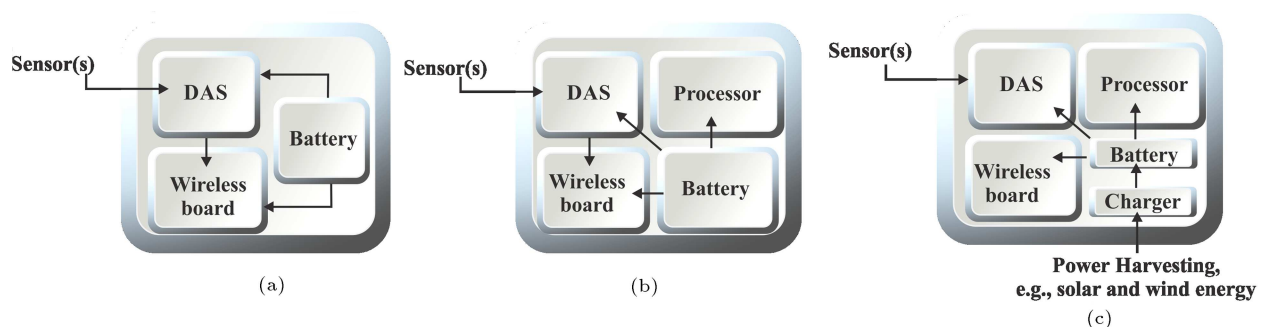 Sensor(s)
DAS
Battery
Wireless
board
(a)
Sensor(s)
DAS
Processor
Wireless
board
Battery
(b)
Sensor(s)
DAS
Processor
Battery
Wireless
board
Charger
Power Harvesting,
e.g., solar and wind energy
(c)